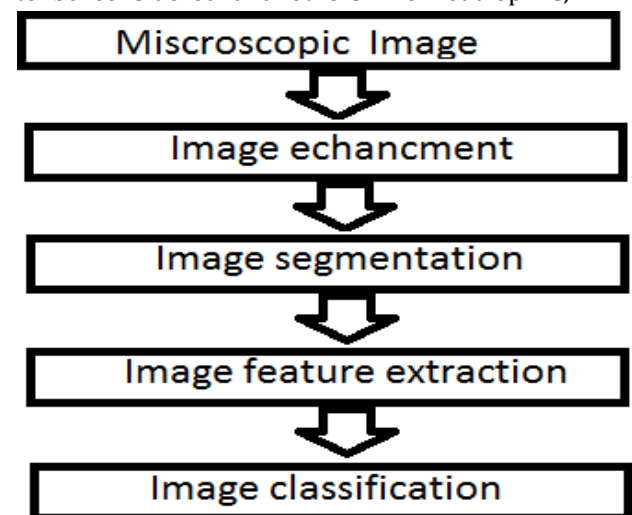 Miscroscopic Image
Image echancment
Image segmentation
Image feature extraction
Image classification